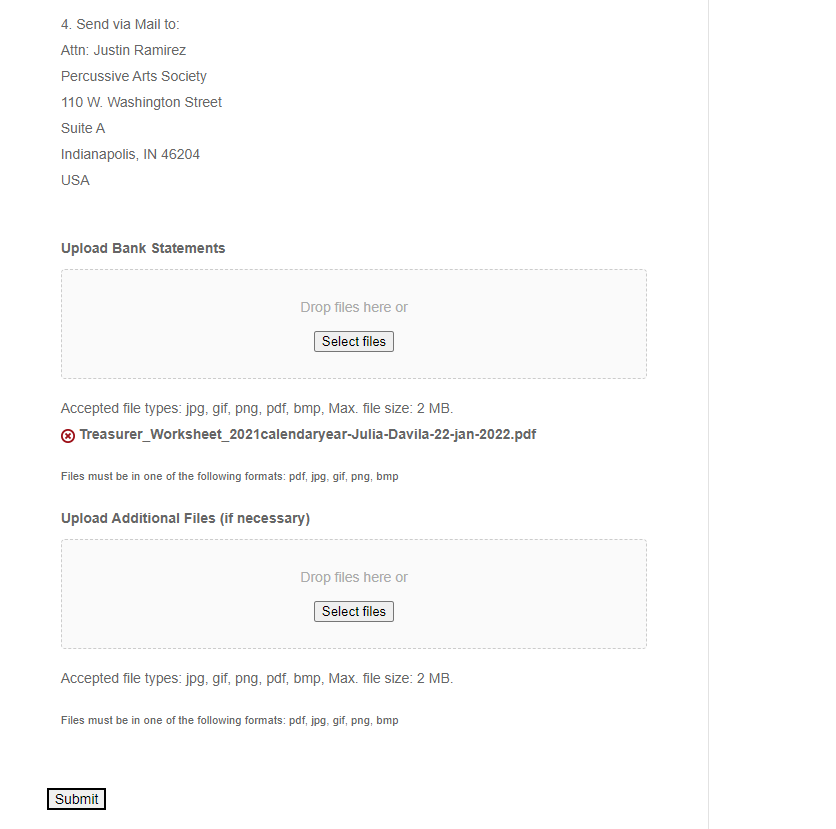 4. Send via Mail to:
Attn: Justin Ramirez
Percussive Arts Society
110 W. Washington Street
Suite A
Indianapolis, IN 46204
USA
Upload Bank Statements
Drop files here or
Select files
Accepted file types: jpg, gif, png, pdf, bmp, Max. file size: 2 MB.
Treasurer_Worksheet_2021calendaryear-Julia-Davila-22-jan-2022.pdf
Files must be in one of the following formats: pdf, jpg, gif, png, bmp
Upload Additional Files (if necessary)
Drop files here or
Select files
Accepted file types: jpg, gif, png, pdf, bmp, Max. file size: 2 MB.
Files must be in one of the following formats: pdf, jpg, gif, png, bmp
Submit